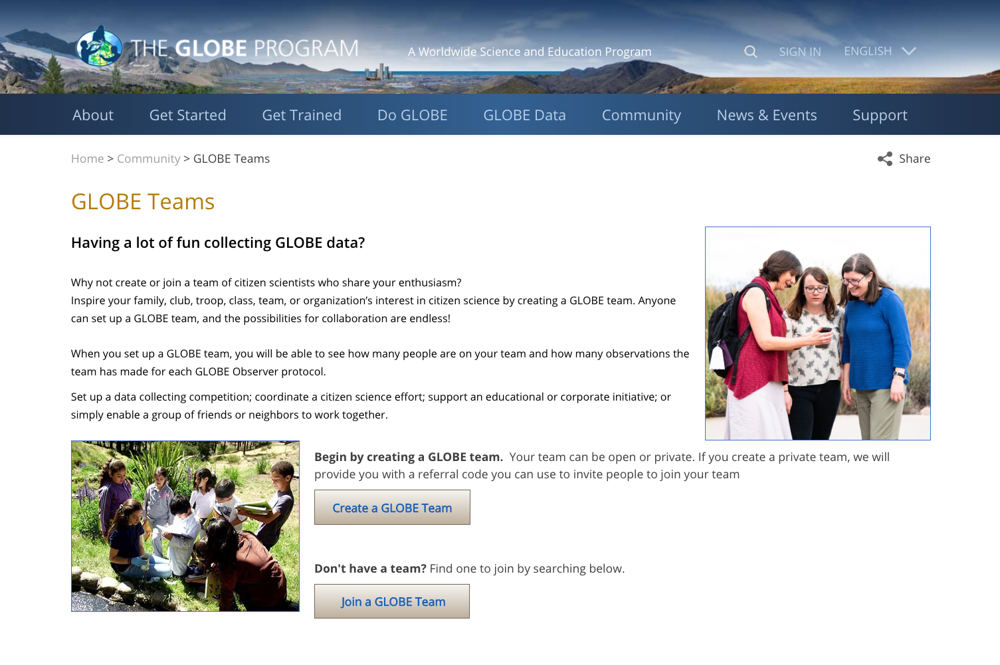 THE GLOBE PROGRAM
A Worldwide Science and Education Program
SIGN IN
ENGLISH
About
Get Started
Get Trained
Do GLOBE
GLOBE Data
Community
News & Events
Support
Home > Community > GLOBE Teams
Share
GLOBE Teams
Having a lot of fun collecting GLOBE data?
Why not create or join a team of citizen scientists who share your enthusiasm?
Inspire your family, club, troop, class, team, or organization’s interest in citizen science by creating a GLOBE team. Anyone
can set up a GLOBE team, and the possibilities for collaboration are endless!
When you set up a GLOBE team, you will be able to see how many people are on your team and how many observations the
team has made for each GLOBE Observer protocol.
Set up a data collecting competition; coordinate a citizen science effort; support an educational or corporate initiative; or
simply enable a group of friends or neighbors to work together.
Begin by creating a GLOBE team.  Your team can be open or private. If you create a private team, we will
provide you with a referral code you can use to invite people to join your team
Create a GLOBE Team
Don't have a team? Find one to join by searching below.
Join a GLOBE Team